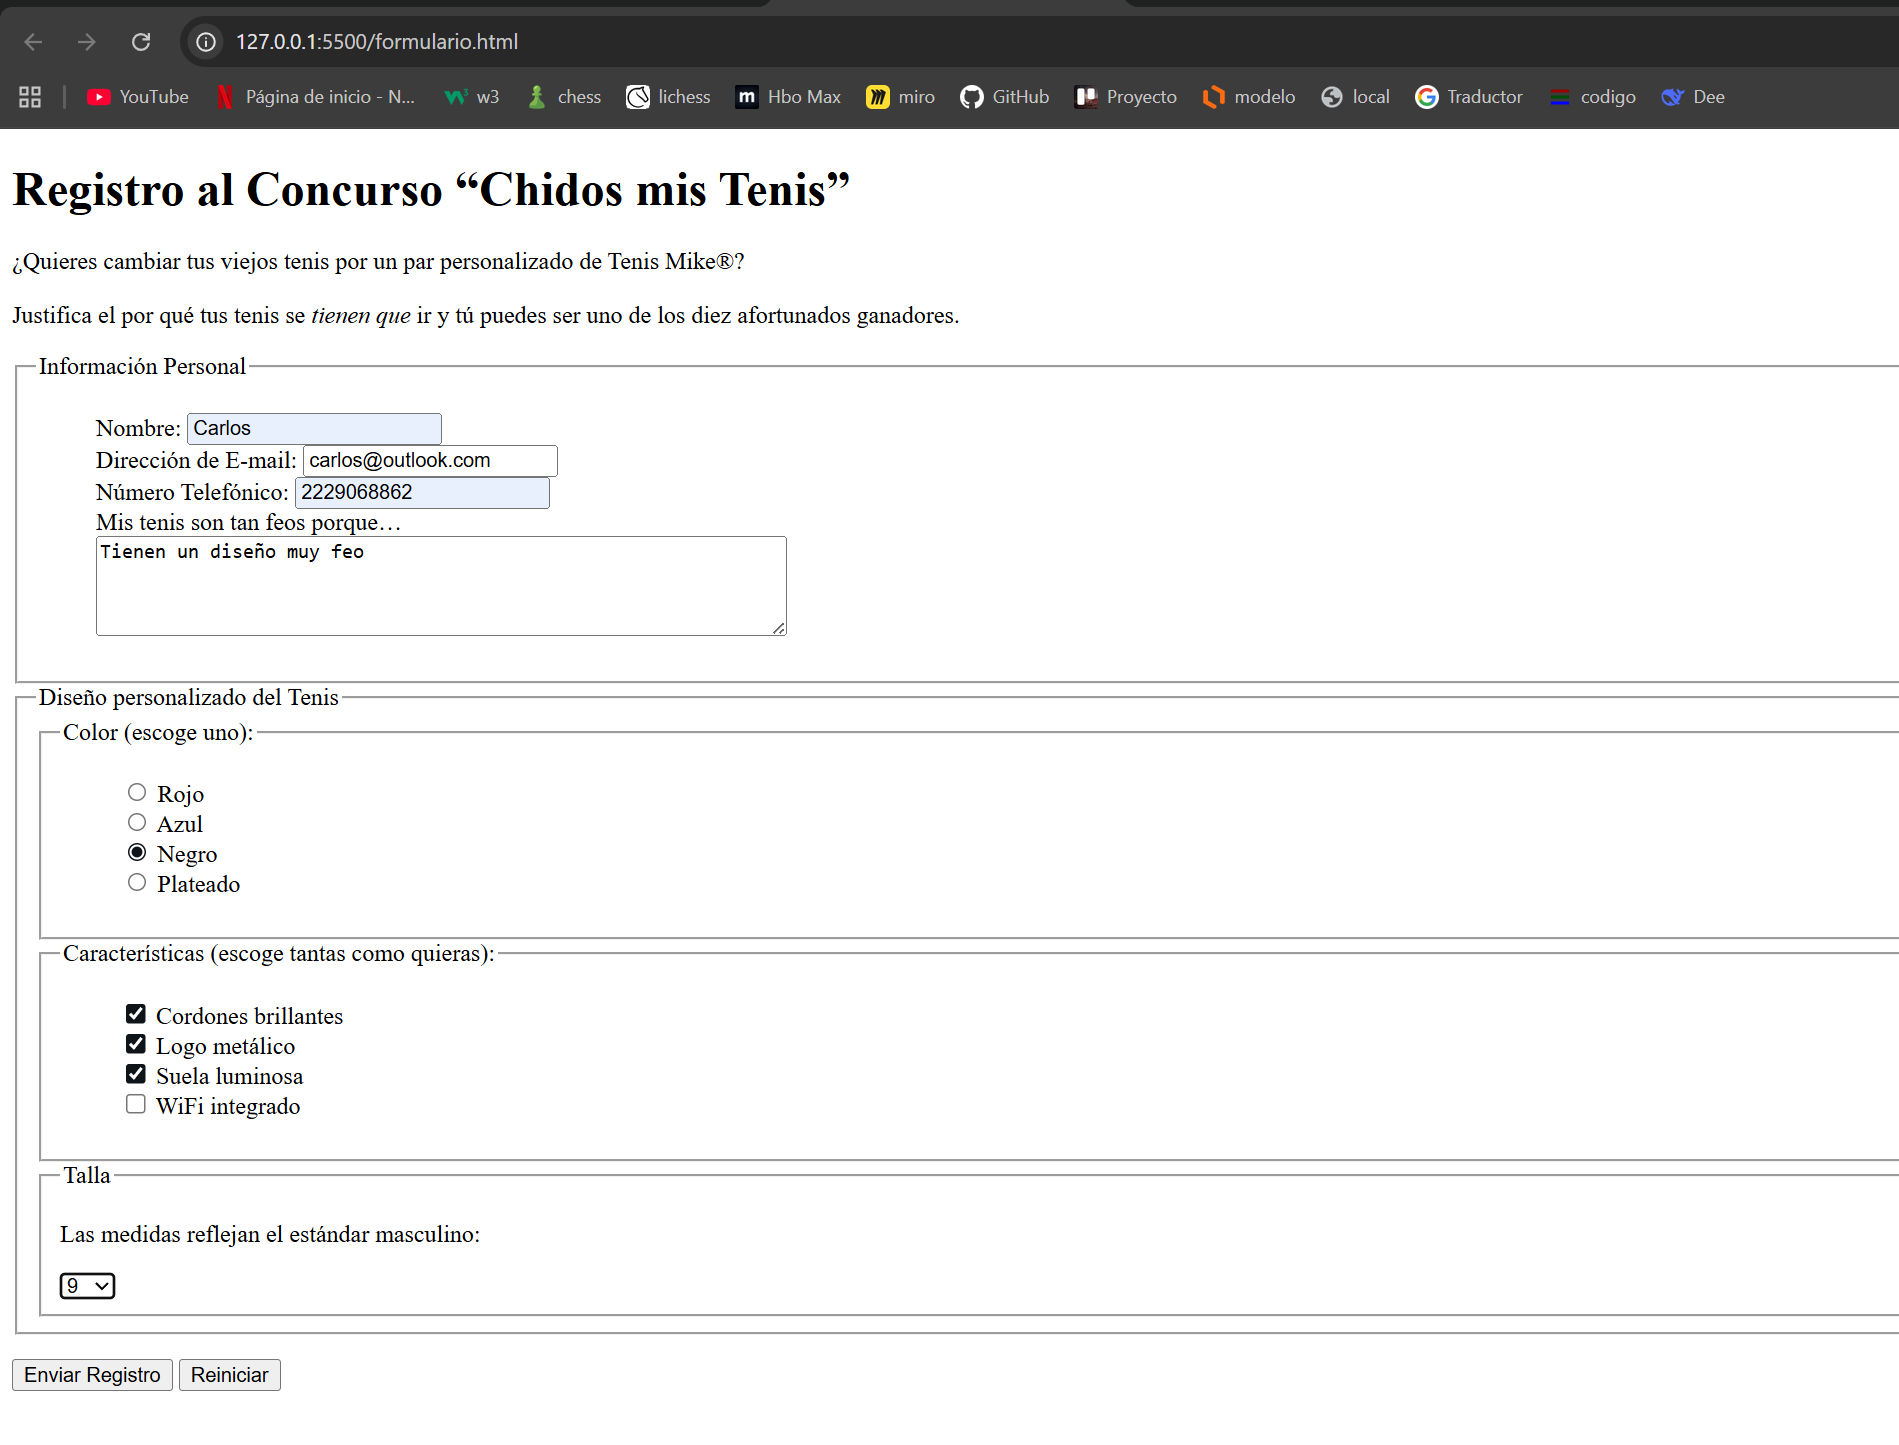 127.0.0.1:5500/formulario.html
YouTube Página de inicio - N... w3 chess lichess Hbo Max miro GitHub Proyecto modelo local Traductor codigo Dee
Registro al Concurso “Chidos mis Tenis”
¿Quieres cambiar tus viejos tenis por un par personalizado de Tenis Mike®?
Justifica el por qué tus tenis se tienen que ir y tú puedes ser uno de los diez afortunados ganadores.
Información Personal
Nombre: Carlos
Dirección de E-mail: carlos@outlook.com
Número Telefónico: 2229068862
Mis tenis son tan feos porque…
Tienen un diseño muy feo
Diseño personalizado del Tenis
Color (escoge uno):
Rojo
Azul
Negro
Plateado
Características (escoge tantas como quieras):
Cordones brillantes
Logo metálico
Suela luminosa
WiFi integrado
Talla
Las medidas reflejan el estándar masculino:
9
Enviar Registro Reiniciar